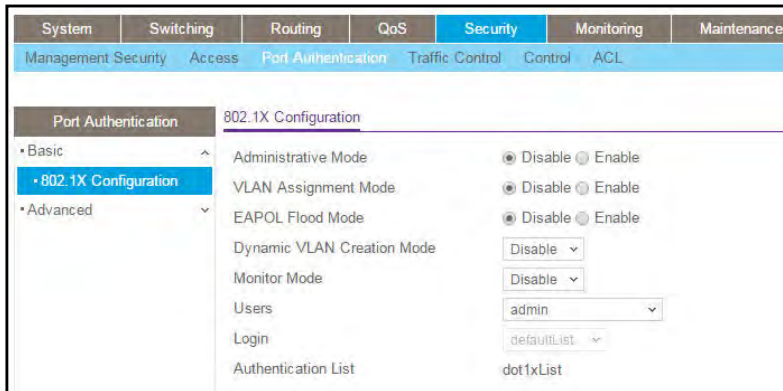 System Switching Routing QoS Security Monitoring Maintenance
Management Security Access Port Authentication Traffic Control Control ACL
Port Authentication
• Basic
• 802.1X Configuration
• Advanced
802.1X Configuration
Administrative Mode Disable Enable
VLAN Assignment Mode Disable Enable
EAPOL Flood Mode Disable Enable
Dynamic VLAN Creation Mode Disable
Monitor Mode Disable
Users admin
Login defaultList
Authentication List dot1xList